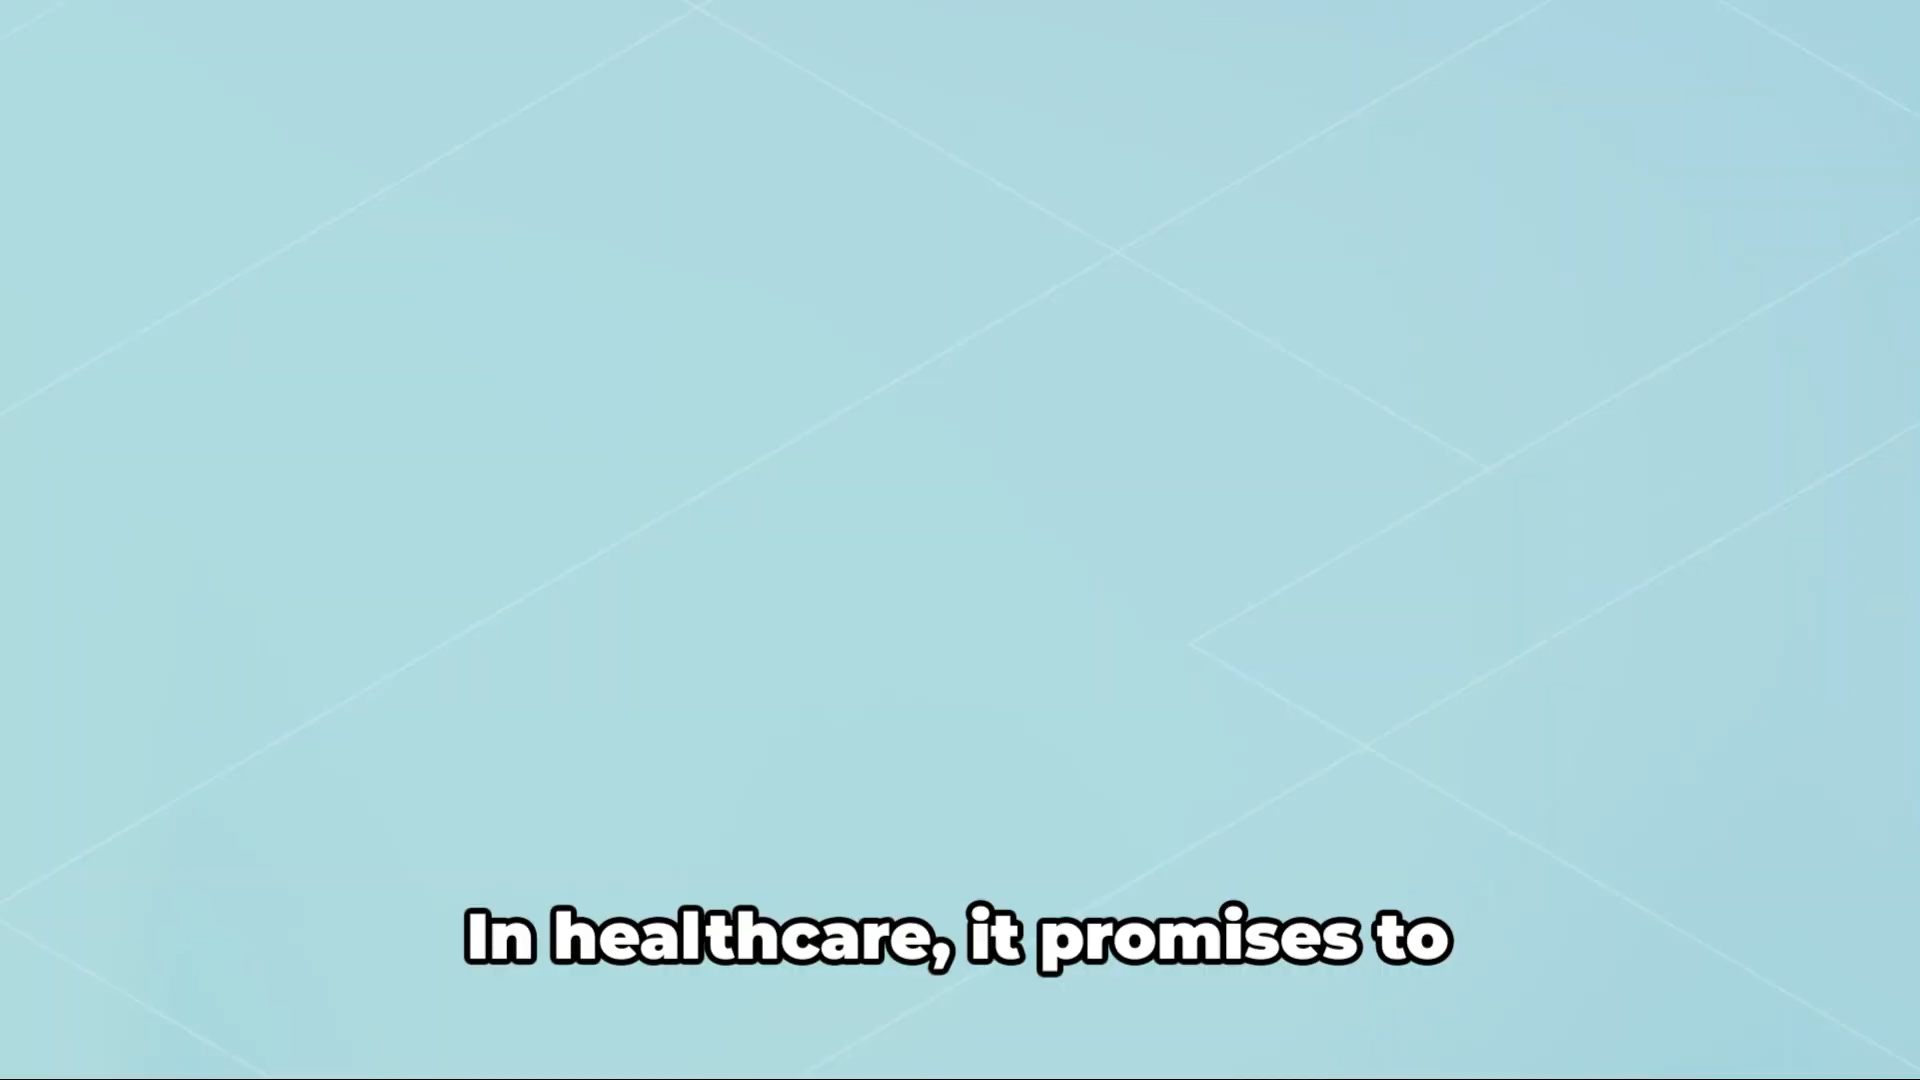 In healthcare, it promises to